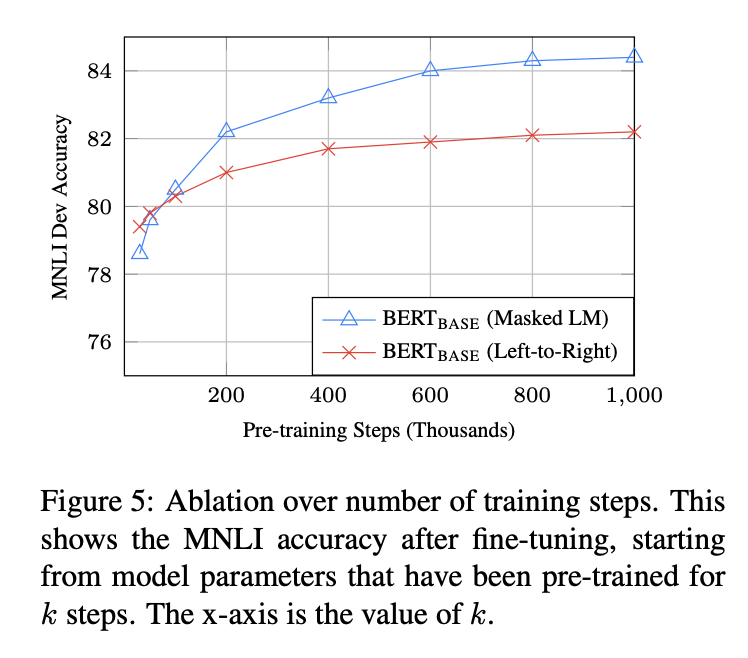 84
82
80
78
76
MNLI Dev Accuracy
BERTBASE (Masked LM)
BERTBASE (Left-to-Right)
200 400 600 800 1,000
Pre-training Steps (Thousands)
Figure 5: Ablation over number of training steps. This
shows the MNLI accuracy after fine-tuning, starting
from model parameters that have been pre-trained for
k steps. The x-axis is the value of k.